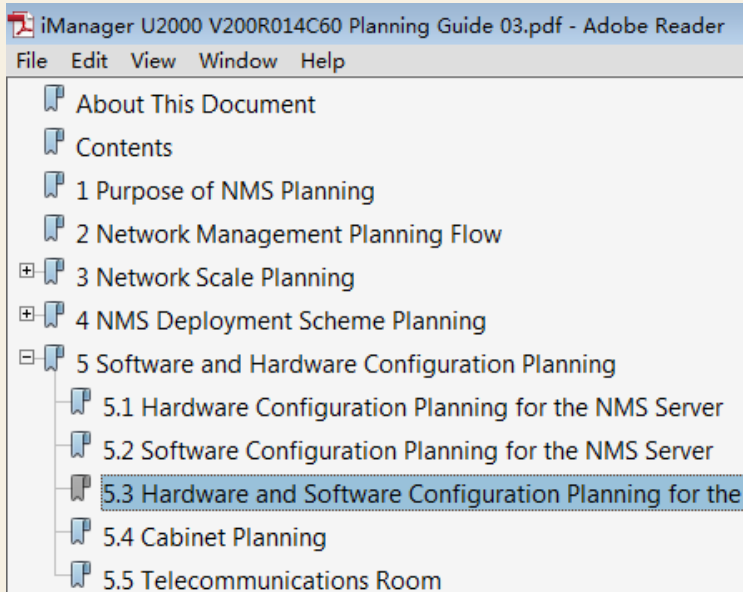 iManager U2000 V200R014C60 Planning Guide 03.pdf - Adobe Reader
File Edit View Window Help
About This Document
Contents
1 Purpose of NMS Planning
2 Network Management Planning Flow
3 Network Scale Planning
4 NMS Deployment Scheme Planning
5 Software and Hardware Configuration Planning
5.1 Hardware Configuration Planning for the NMS Server
5.2 Software Configuration Planning for the NMS Server
5.3 Hardware and Software Configuration Planning for the
5.4 Cabinet Planning
5.5 Telecommunications Room